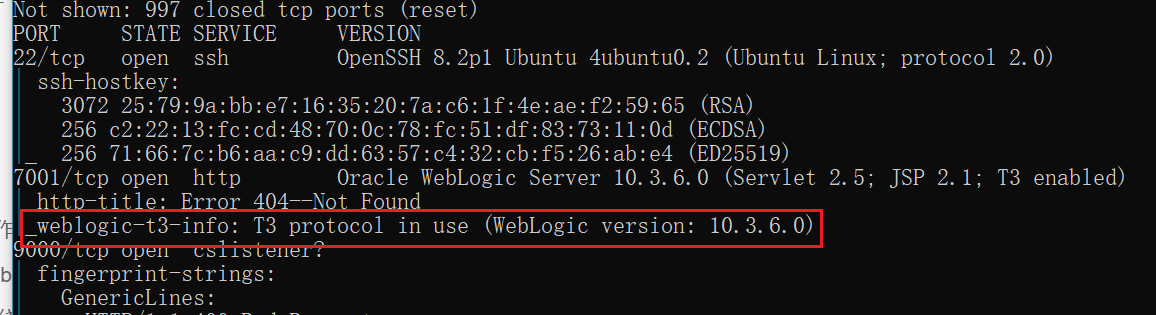 Not shown: 997 closed tcp ports (reset)
PORT     STATE SERVICE     VERSION
22/tcp   open  ssh         OpenSSH 8.2p1 Ubuntu 4ubuntu0.2 (Ubuntu Linux; protocol 2.0)
| ssh-hostkey:
|   3072 25:79:9a:bb:e7:16:35:20:7a:c6:1f:4e:ae:f2:59:65 (RSA)
|   256 c2:22:13:fc:cd:48:70:0c:78:fc:51:df:83:73:11:0d (ECDSA)
|_  256 71:66:7c:b6:aa:c9:dd:63:57:c4:32:cb:f5:26:ab:e4 (ED25519)
7001/tcp open  http        Oracle WebLogic Server 10.3.6.0 (Servlet 2.5; JSP 2.1; T3 enabled)
|_http-title: Error 404--Not Found
|_weblogic-t3-info: T3 protocol in use (WebLogic version: 10.3.6.0)
9000/tcp open  cslistener?
| fingerprint-strings:
|   GenericLines: